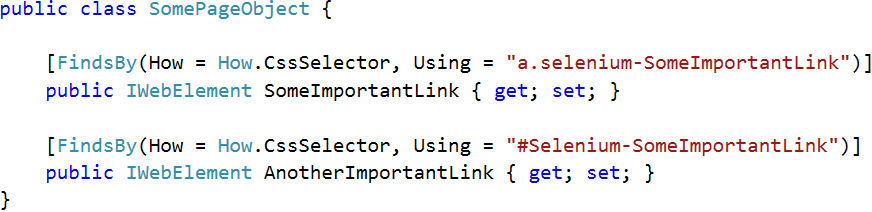 public class SomePageObject {
[FindsBy(How = How.CssSelector, Using = "a.selenium-SomeImportantLink")]
public IWebElement SomeImportantLink { get; set; }
[FindsBy(How = How.CssSelector, Using = "#Selenium-SomeImportantLink")]
public IWebElement AnotherImportantLink { get; set; }
}